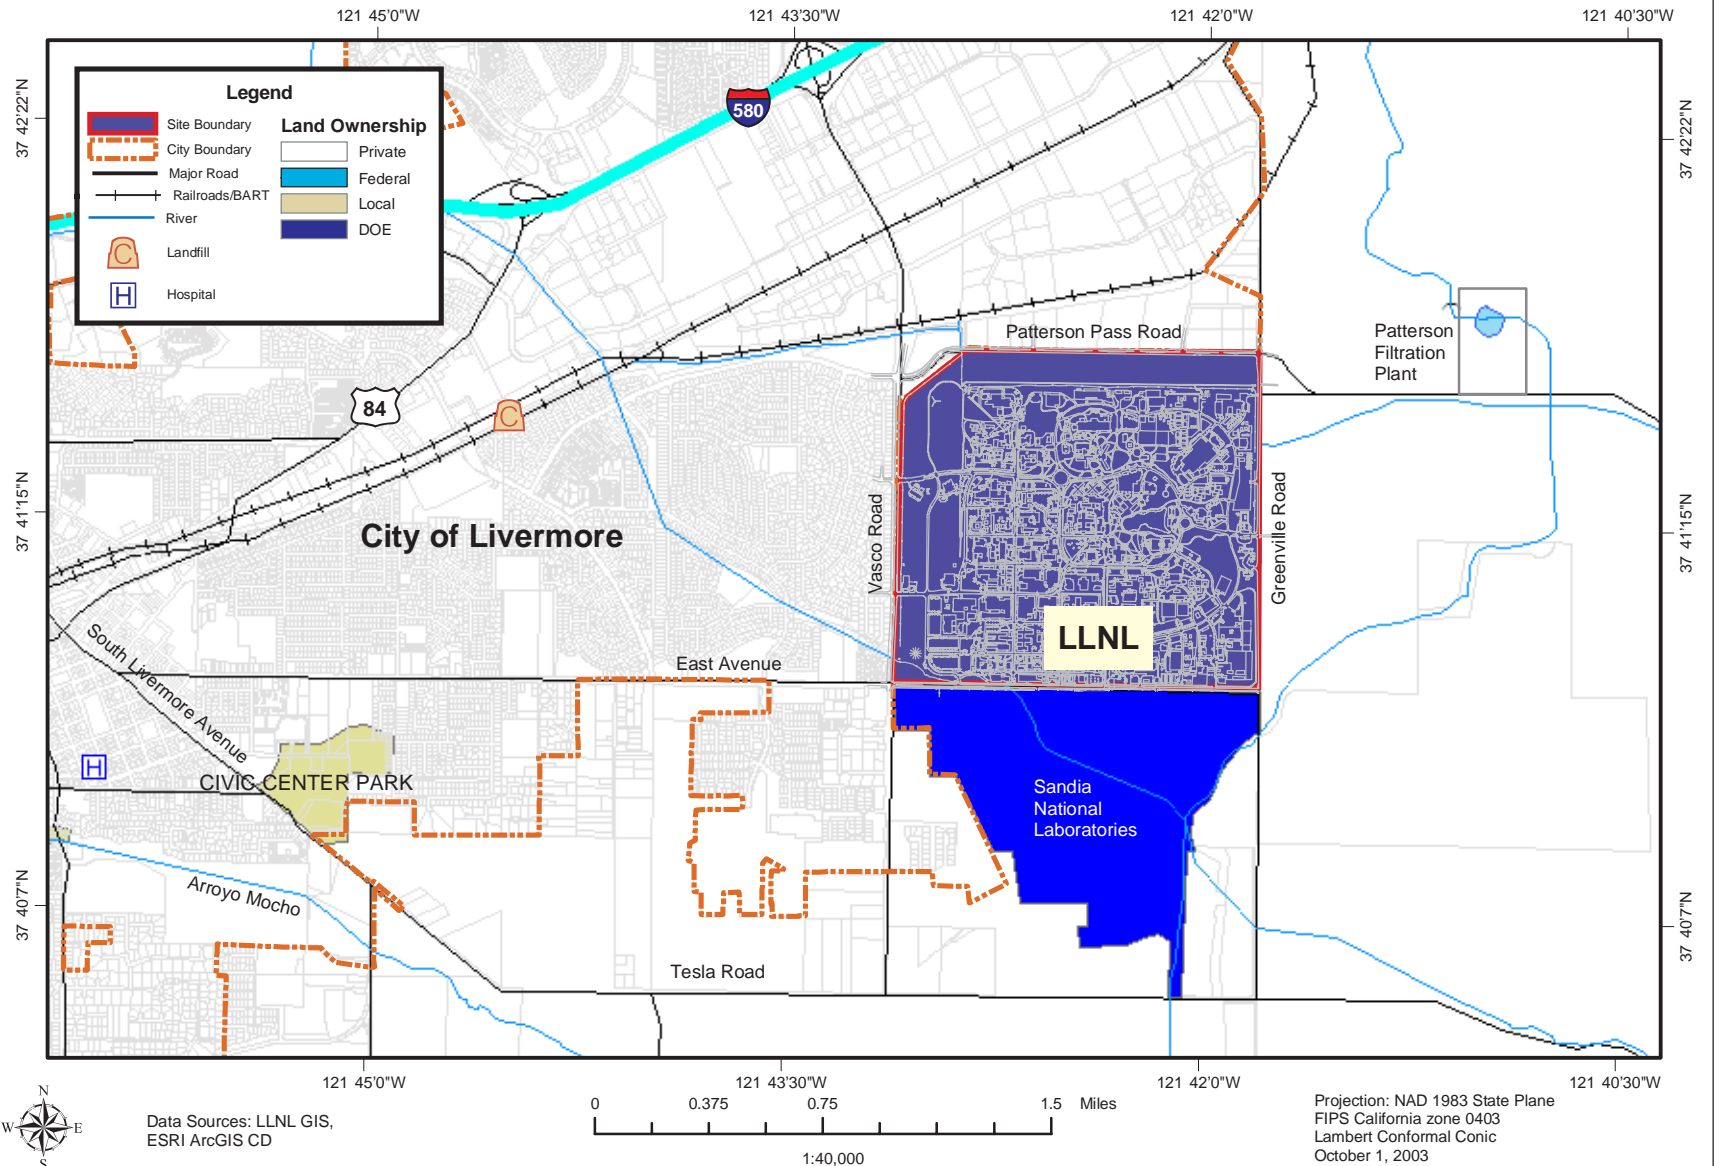 121 45'0"W
121 43'30"W
121 42'0"W
121 40'30"W
37 42'22"N
37 41'15"N
37 40'7"N
37 42'22"N
37 41'15"N
37 40'7"N
Legend
Site Boundary
City Boundary
Major Road
Railroads/BART
River
C
Landfill
H
Hospital
Land Ownership
Private
Federal
Local
DOE
580
84
C
Patterson Pass Road
Patterson
Filtration
Plant
City of Livermore
Vasco Road
Greenville Road
LLNL
East Avenue
South Livermore Avenue
H
CIVIC CENTER PARK
Sandia
National
Laboratories
Arroyo Mocho
Tesla Road
121 45'0"W
121 43'30"W
121 42'0"W
121 40'30"W
N
W
E
S
Data Sources: LLNL GIS,
ESRI ArcGIS CD
0 0.375 0.75 1.5 Miles
1:40,000
Projection: NAD 1983 State Plane
FIPS California zone 0403
Lambert Conformal Conic
October 1, 2003